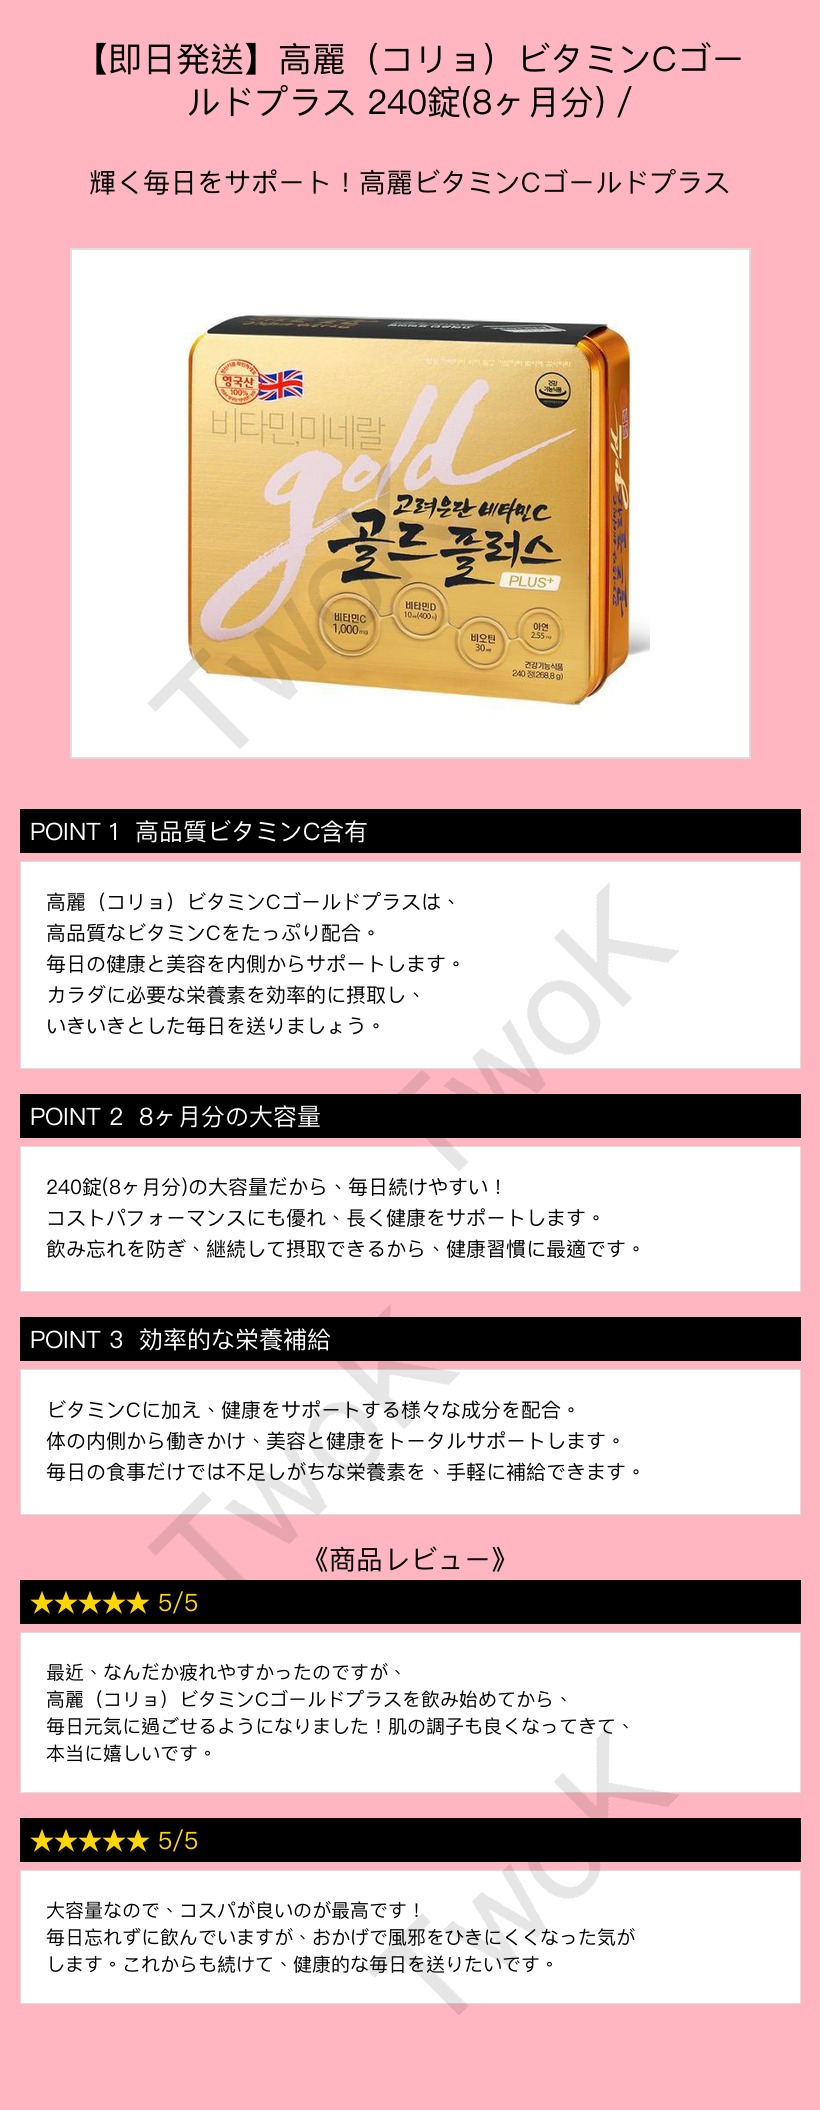 【即日発送】高麗（コリョ）ビタミンCゴー
ルドプラス 240錠(8ヶ月分) /
輝く毎日をサポート！高麗ビタミンCゴールドプラス
영국산
100%
건강
기능식품
비타민,미네랄
gold
고려은단 비타민C
골드 플러스
PLUS+
비타민C
1,000mg
비타민D
비오틴
30
아연
2.55
건강기능식품
240 정(268.8 g)
TwoK
POINT 1 高品質ビタミンC含有
高麗（コリョ）ビタミンCゴールドプラスは、
高品質なビタミンCをたっぷり配合。
毎日の健康と美容を内側からサポートします。
カラダに必要な栄養素を効率的に摂取し、
いきいきとした毎日を送りましょう。
TwoK
POINT 2 8ヶ月分の大容量
240錠(8ヶ月分)の大容量だから、毎日続けやすい！
コストパフォーマンスにも優れ、長く健康をサポートします。
飲み忘れを防ぎ、継続して摂取できるから、健康習慣に最適です。
POINT 3 効率的な栄養補給
ビタミンCに加え、健康をサポートする様々な成分を配合。
体の内側から働きかけ、美容と健康をトータルサポートします。
毎日の食事だけでは不足しがちな栄養素を、手軽に補給できます。
TwoK
《商品レビュー》
★★★★★ 5/5
最近、なんだか疲れやすかったのですが、
高麗（コリョ）ビタミンCゴールドプラスを飲み始めてから、
毎日元気に過ごせるようになりました！肌の調子も良くなってきて、
本当に嬉しいです。
★★★★★ 5/5
大容量なので、コスパが良いのが最高です！
毎日忘れずに飲んでいますが、おかげで風邪をひきにくくなった気が
します。これからも続けて、健康的な毎日を送りたいです。
TwoK